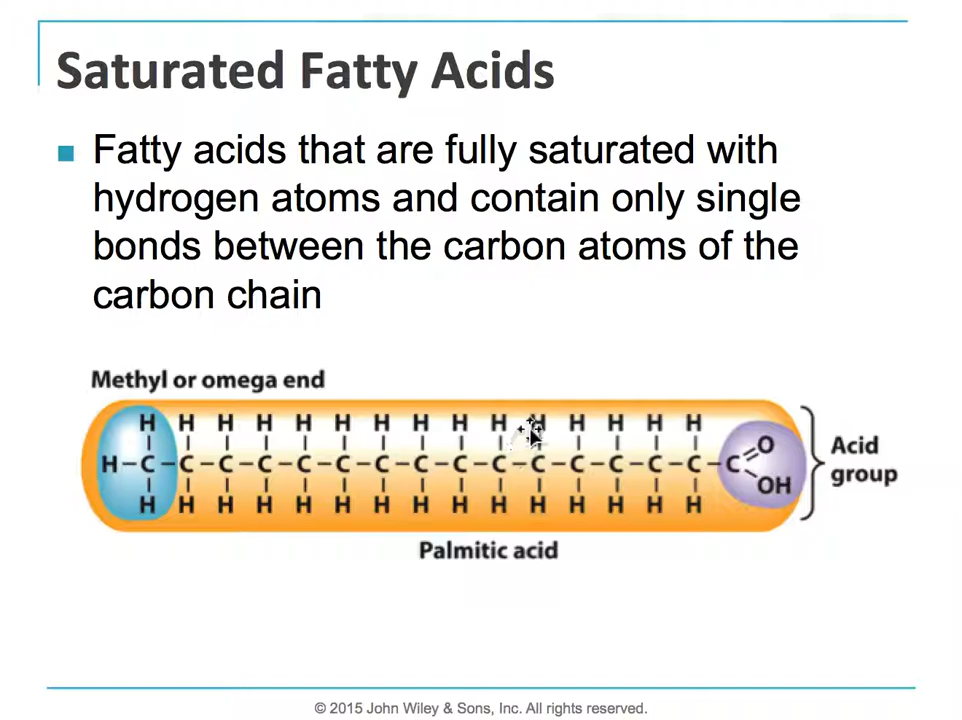 Saturated Fatty Acids
Fatty acids that are fully saturated with
hydrogen atoms and contain only single
bonds between the carbon atoms of the
carbon chain
Methyl or omega end
H H H H H H H H H H H H H H H
O
H–C–C–C–C–C–C–C–C–C–C–C–C–C–C–C–C
OH
H H H H H H H H H H H H H H H
Acid
group
Palmitic acid
© 2015 John Wiley & Sons, Inc. All rights reserved.